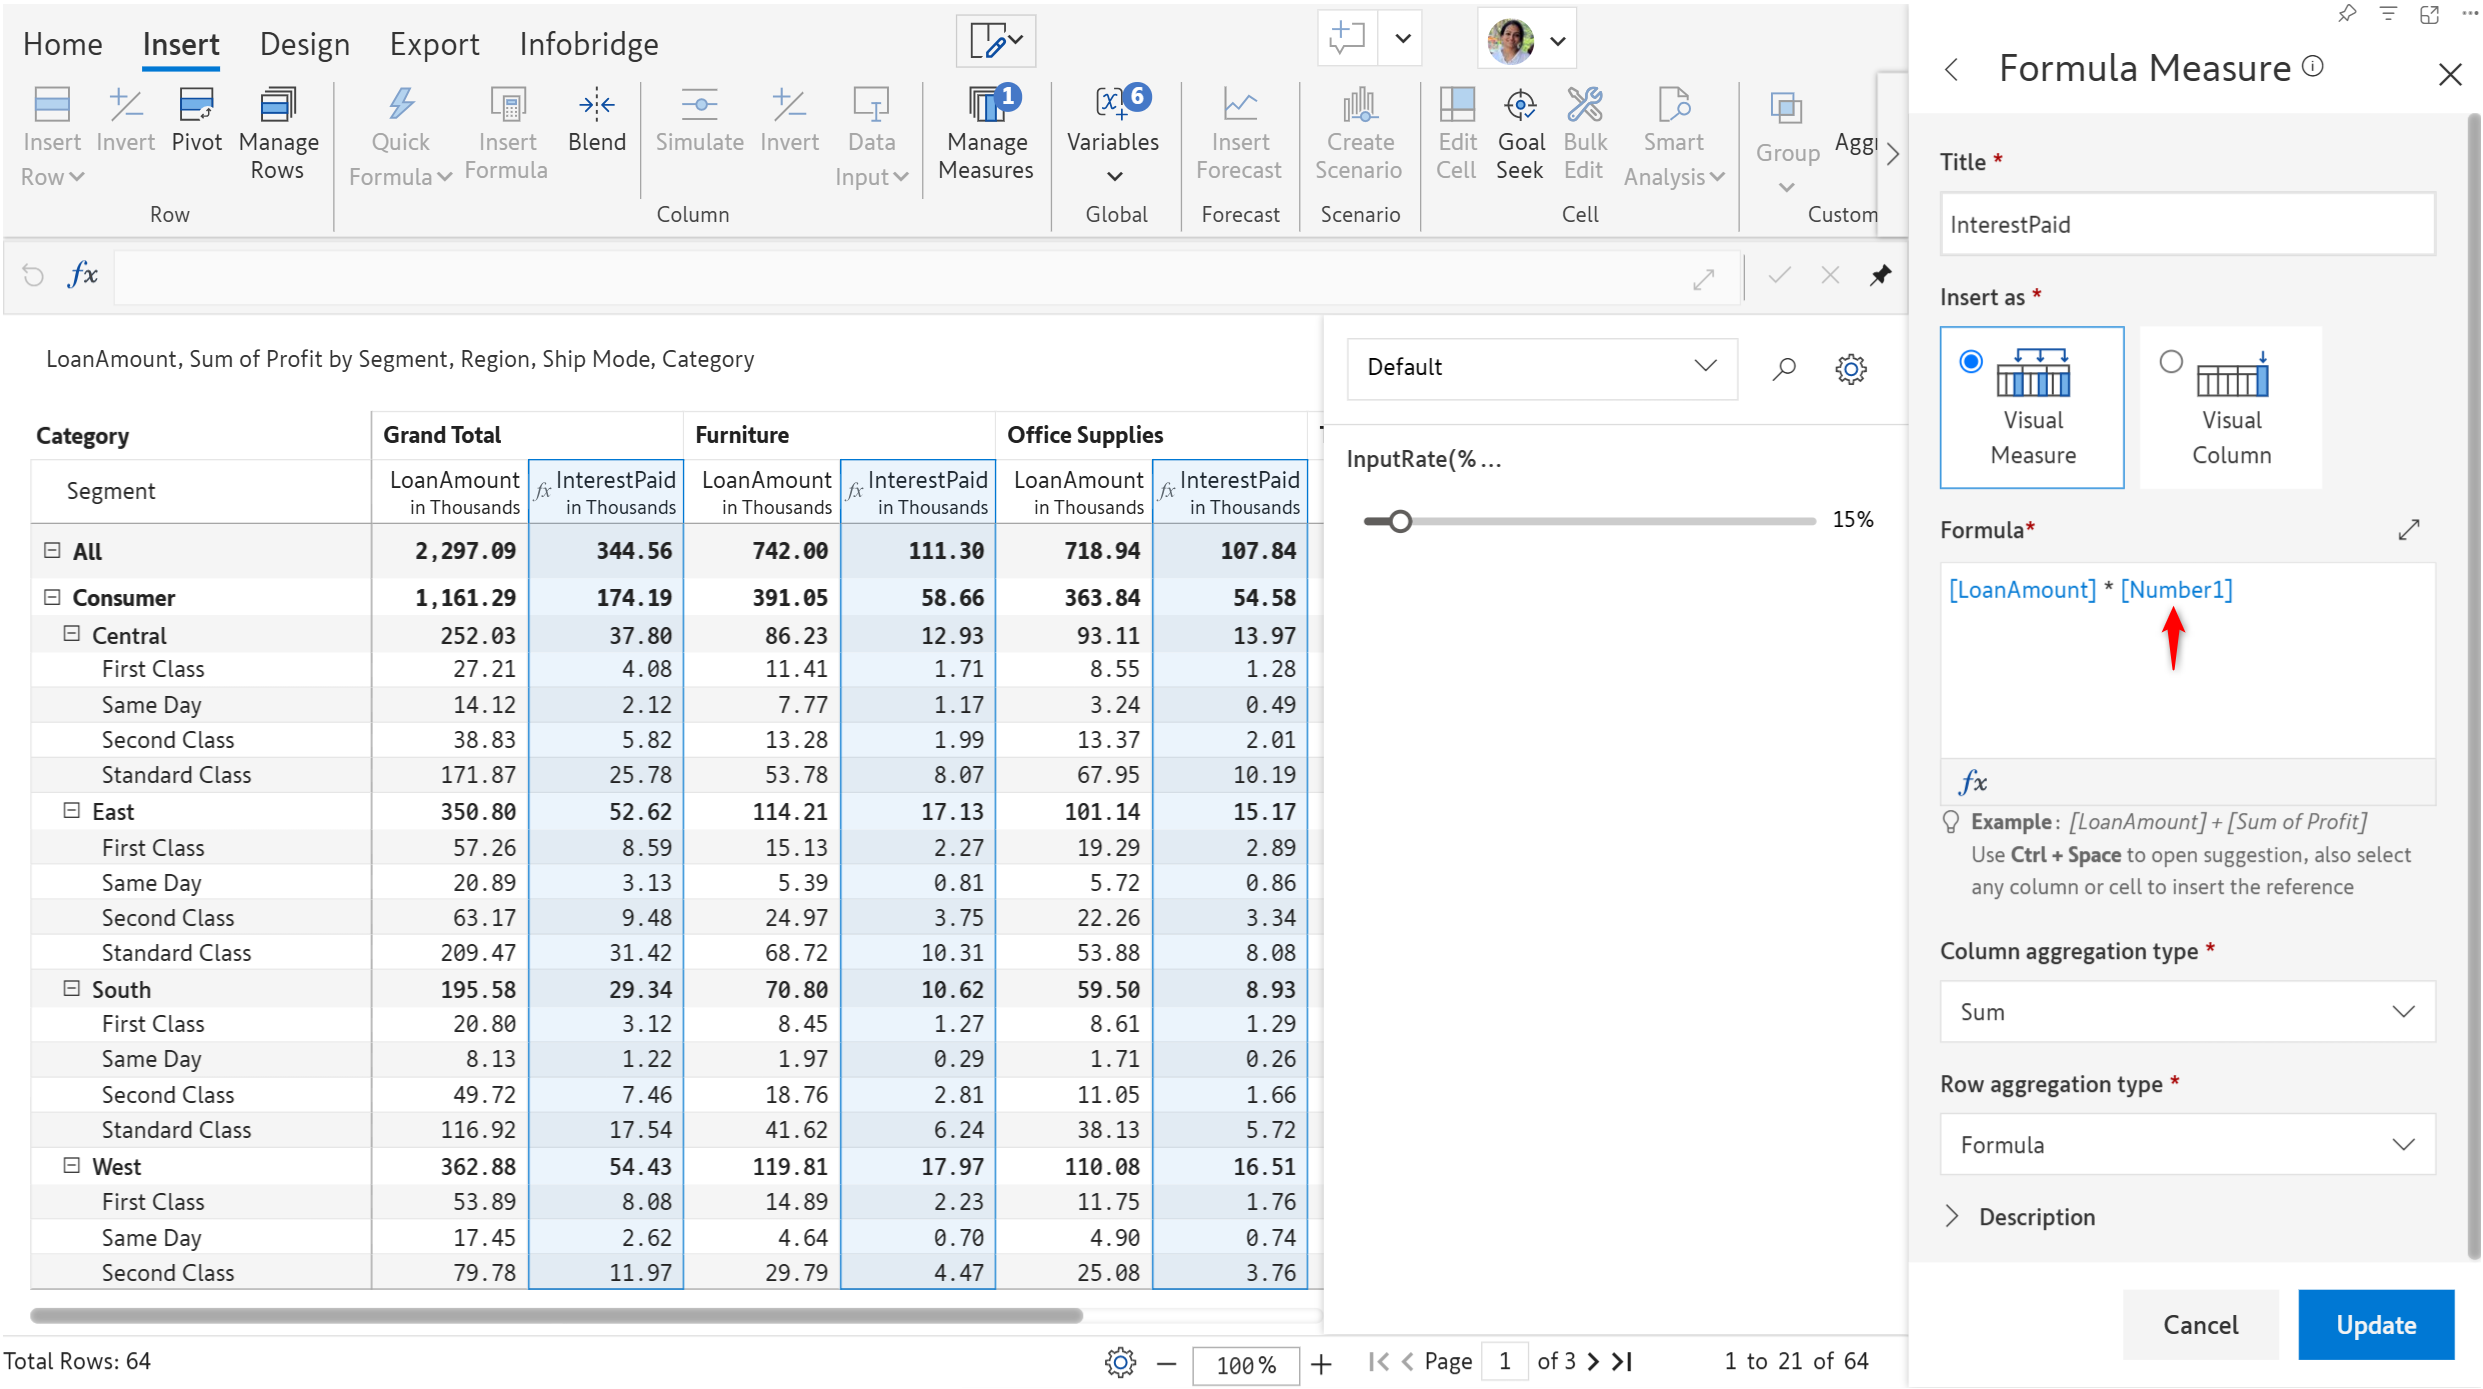 Home Insert Design Export Infobridge
Insert Row Invert Pivot Manage Rows Quick Formula Insert Formula Blend Simulate Invert Data Input Manage Measures 1 Variables 6 Insert Forecast Create Scenario Edit Cell Goal Seek Bulk Edit Smart Analysis Group
Row Column Global Forecast Scenario Cell Custom
fx
LoanAmount, Sum of Profit by Segment, Region, Ship Mode, Category
Category Grand Total Furniture Office Supplies
Segment LoanAmount in Thousands fx InterestPaid in Thousands LoanAmount in Thousands fx InterestPaid in Thousands LoanAmount in Thousands fx InterestPaid in Thousands
All 2,297.09 344.56 742.00 111.30 718.94 107.84
Consumer 1,161.29 174.19 391.05 58.66 363.84 54.58
Central 252.03 37.80 86.23 12.93 93.11 13.97
First Class 27.21 4.08 11.41 1.71 8.55 1.28
Same Day 14.12 2.12 7.77 1.17 3.24 0.49
Second Class 38.83 5.82 13.28 1.99 13.37 2.01
Standard Class 171.87 25.78 53.78 8.07 67.95 10.19
East 350.80 52.62 114.21 17.13 101.14 15.17
First Class 57.26 8.59 15.13 2.27 19.29 2.89
Same Day 20.89 3.13 5.39 0.81 5.72 0.86
Second Class 63.17 9.48 24.97 3.75 22.26 3.34
Standard Class 209.47 31.42 68.72 10.31 53.88 8.08
South 195.58 29.34 70.80 10.62 59.50 8.93
First Class 20.80 3.12 8.45 1.27 8.61 1.29
Same Day 8.13 1.22 1.97 0.29 1.71 0.26
Second Class 49.72 7.46 18.76 2.81 11.05 1.66
Standard Class 116.92 17.54 41.62 6.24 38.13 5.72
West 362.88 54.43 119.81 17.97 110.08 16.51
First Class 53.89 8.08 14.89 2.23 11.75 1.76
Same Day 17.45 2.62 4.64 0.70 4.90 0.74
Second Class 79.78 11.97 29.79 4.47 25.08 3.76
Total Rows: 64
100%
Page 1 of 3
1 to 21 of 64
Default
InputRate(% ...
15%
Formula Measure
Title *
InterestPaid
Insert as *
Visual Measure
Visual Column
Formula*
[LoanAmount] * [Number1]
fx
Example: [LoanAmount] + [Sum of Profit]
Use Ctrl + Space to open suggestion, also select
any column or cell to insert the reference
Column aggregation type *
Sum
Row aggregation type *
Formula
Description
Cancel Update